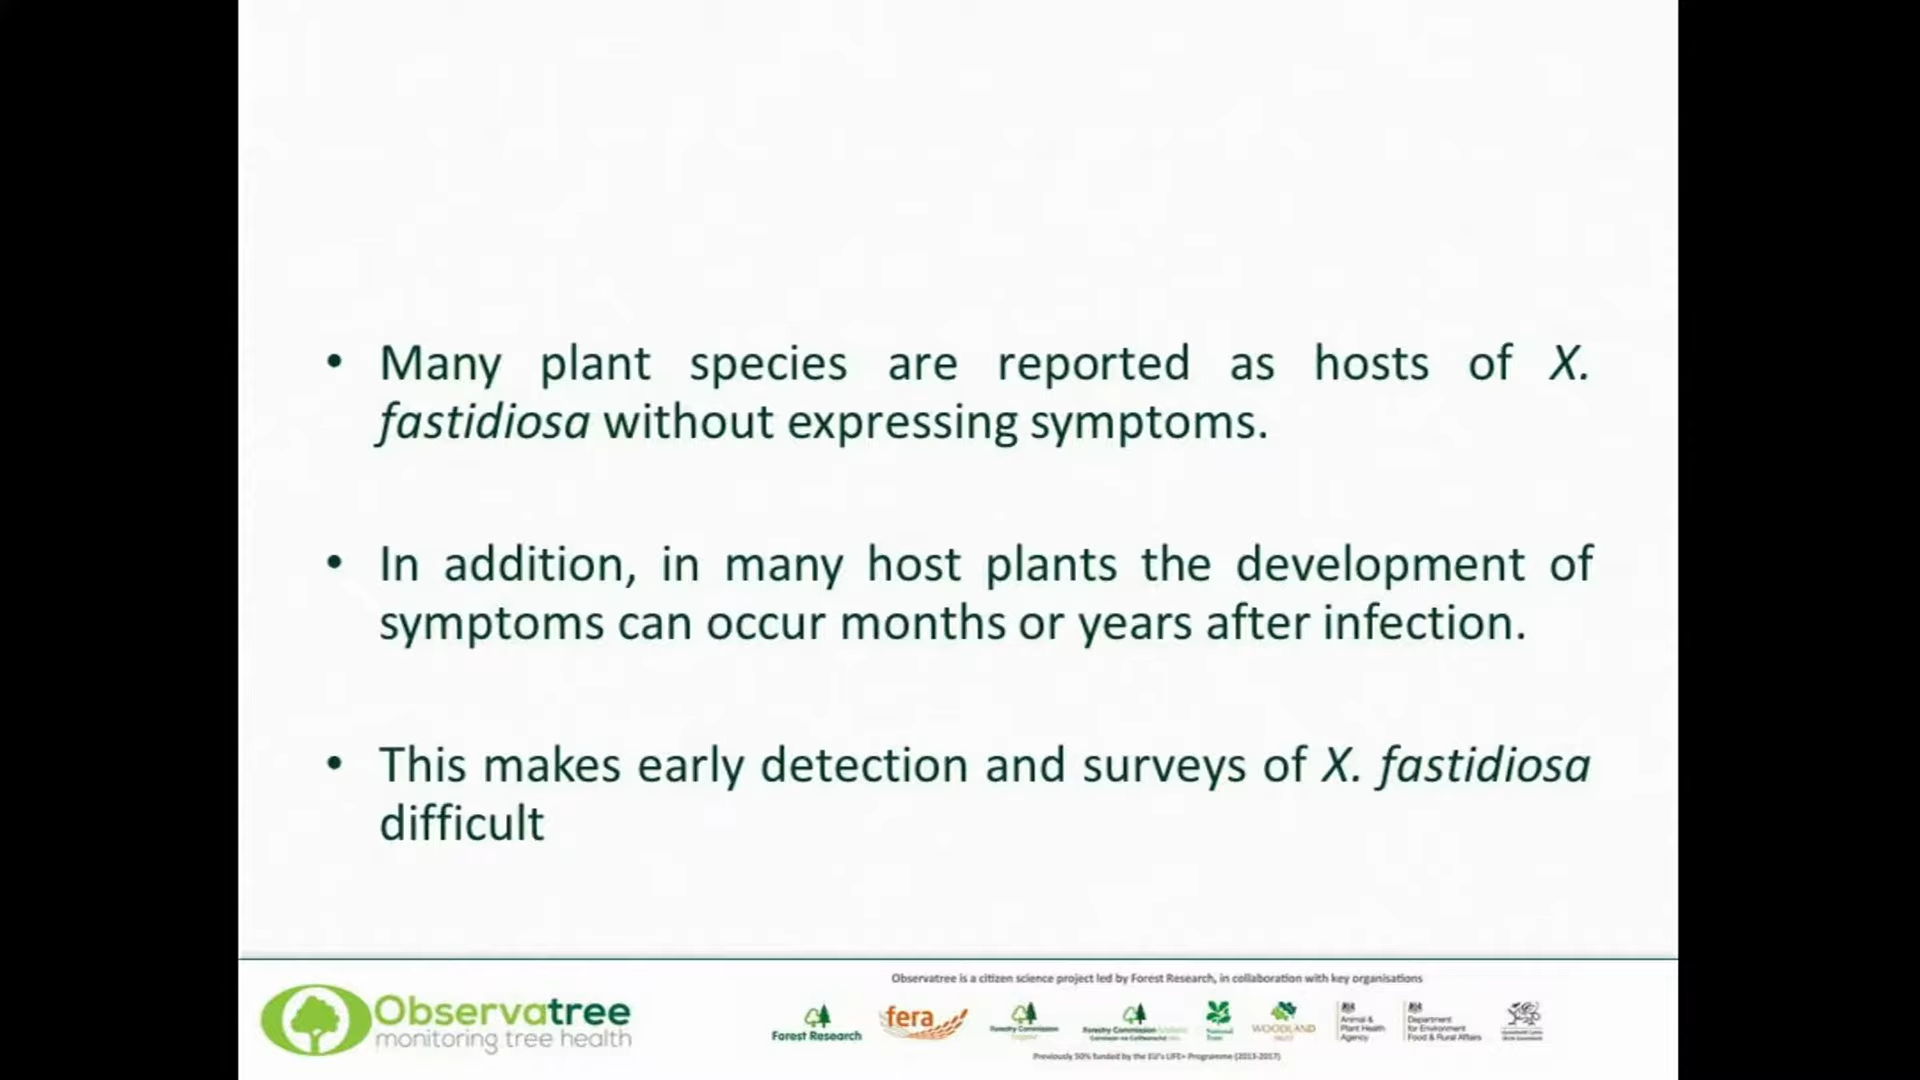 • Many plant species are reported as hosts of X.
fastidiosa without expressing symptoms.
• In addition, in many host plants the development of
symptoms can occur months or years after infection.
• This makes early detection and surveys of X. fastidiosa
difficult
Observatree is a citizen science project led by Forest Research, in collaboration with key organisations
Observatree
monitoring tree health
Forest Research
fera
Forestry Commission
England
Forestry Commission
National
Trust
WOODLAND
TRUST
Animal &
Plant Health
Agency
Department
for Environment
Food & Rural Affairs
Previously 50% funded by the EU's LIFE+ Programme (2013-2017)